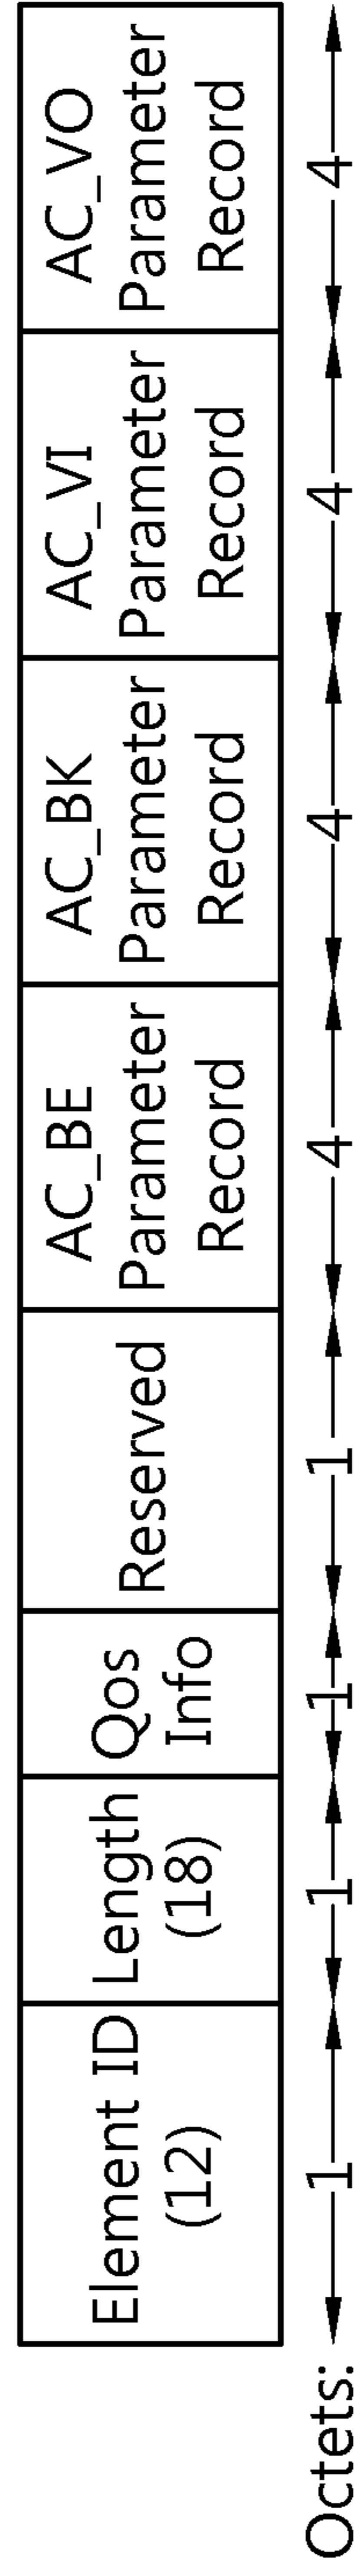 Element ID
(12)
Length
(18)
Qos
Info
Reserved
AC_BE
Parameter
Record
AC_BK
Parameter
Record
AC_VI
Parameter
Record
AC_VO
Parameter
Record
Octets: 1 1 1 1 4 4 4 4